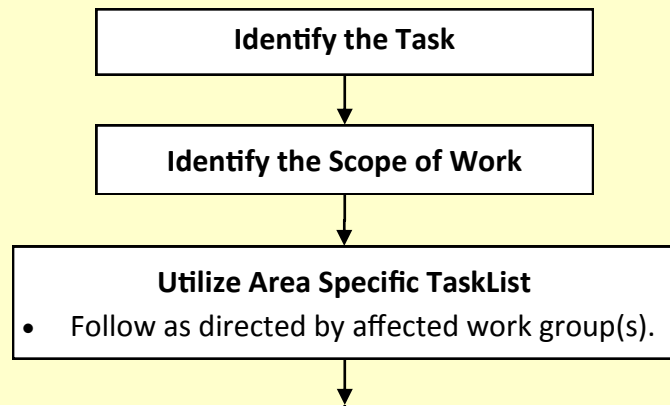 Identify the Task
Identify the Scope of Work
Utilize Area Specific TaskList
• Follow as directed by affected work group(s).